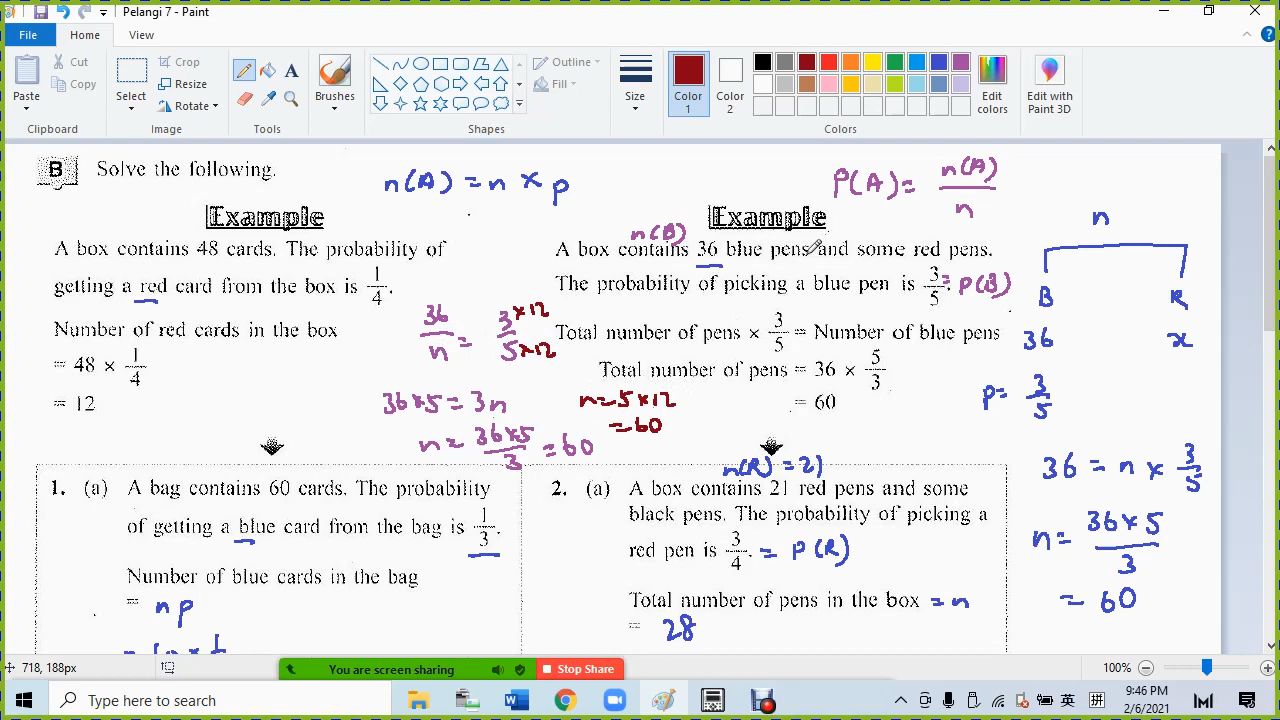 Pelangi 7 - Paint
File
Home
View
Paste
Cut
Copy
Clipboard
Select
Crop
Resize
Rotate
Image
A
Tools
Brushes
Outline
Fill
Shapes
Size
Color 1
Color 2
Edit colors
Edit with Paint 3D
Colors
B Solve the following.
n(A) = n × p
P(A) = n(A)/n
Example
A box contains 48 cards. The probability of
getting a red card from the box is 1/4.
Number of red cards in the box
= 48 × 1/4
= 12
36/n = 3×12/5×12
36×5 = 3n
n = 36×5/3 = 60
Example
n(B)
A box contains 36 blue pens and some red pens.
The probability of picking a blue pen is 3/5. = P(B)
Total number of pens × 3/5 = Number of blue pens
Total number of pens = 36 × 5/3
= 60
n = 5×12
= 60
n
B R
36 x
p = 3/5
36 = n × 3/5
n = 36×5/3
= 60
1. (a) A bag contains 60 cards. The probability
of getting a blue card from the bag is 1/3.
Number of blue cards in the bag
= np
n(R) = 21
2. (a) A box contains 21 red pens and some
black pens. The probability of picking a
red pen is 3/4. = P(R)
Total number of pens in the box = n
= 28
718, 188px
You are screen sharing
Stop Share
100%
Type here to search
英
拼
9:46 PM
2/6/2021